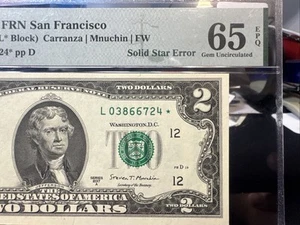 FRN San Francisco
L* Block) Carranza | Mnuchin | FW
24* pp D
Solid Star Error
65
EPQ
Gem Uncirculated
TWO DOLLARS
2
L 03866724 *
WASHINGTON, D.C.
12
12
SERIES
2
THE
UNITED STATES OF AMERICA
TWO DOLLARS